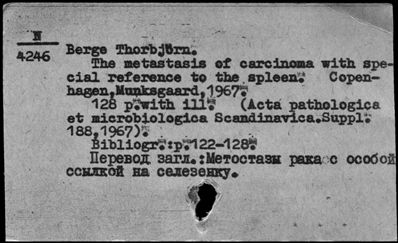 N
4246
Berge Thorbjörn.
The metastasis of carcinoma with spe-
cial reference to the spleen. Copen-
hagen, Munksgaard, 1967.
128 p. with ill. (Acta pathologica
et microbiologica Scandinavica. Suppl.
188, 1967).
Bibliogr.: p. 122-128.
Перевод загл.: Метостазы рака с особой
ссылкой на селезенку.